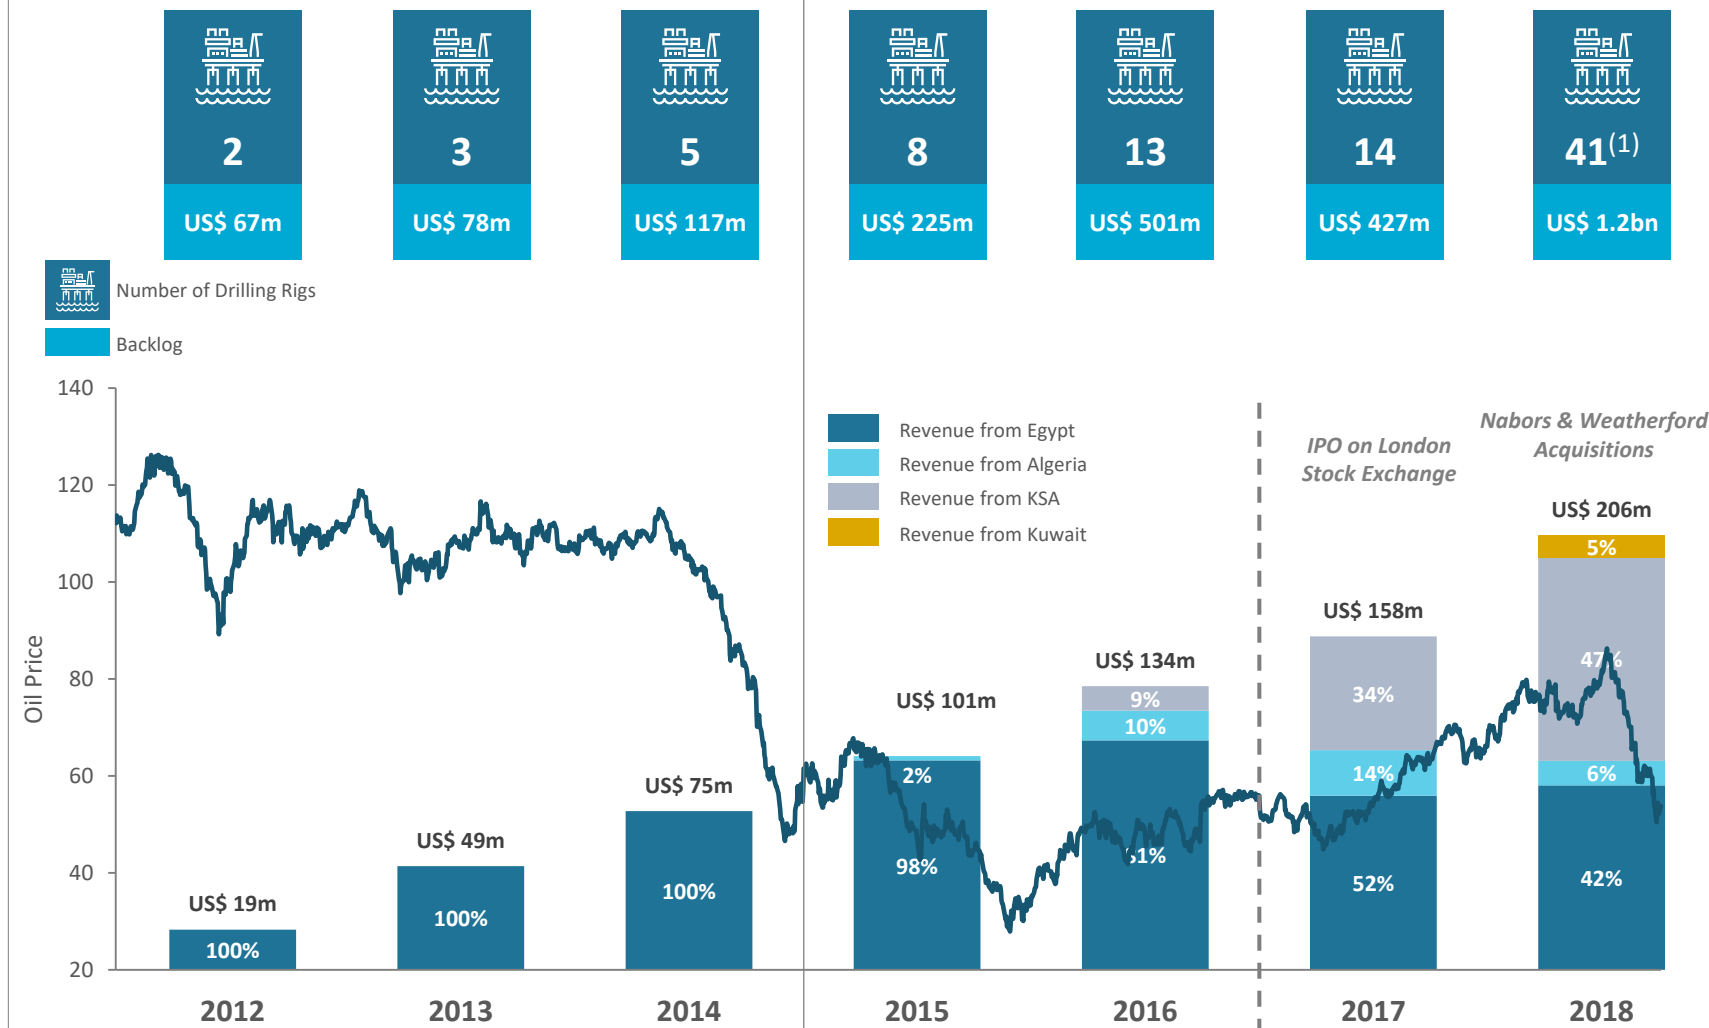 2
3
5
8
13
14
41(1)
US$ 67m
US$ 78m
US$ 117m
US$ 225m
US$ 501m
US$ 427m
US$ 1.2bn
Number of Drilling Rigs
Backlog
Oil Price
140
120
100
80
60
40
20
Revenue from Egypt
Revenue from Algeria
Revenue from KSA
Revenue from Kuwait
IPO on London
Stock Exchange
Nabors & Weatherford
Acquisitions
US$ 19m
100%
US$ 49m
100%
US$ 75m
100%
US$ 101m
2%
98%
US$ 134m
9%
10%
US$ 158m
34%
14%
52%
US$ 206m
5%
47%
6%
42%
2012
2013
2014
2015
2016
2017
2018